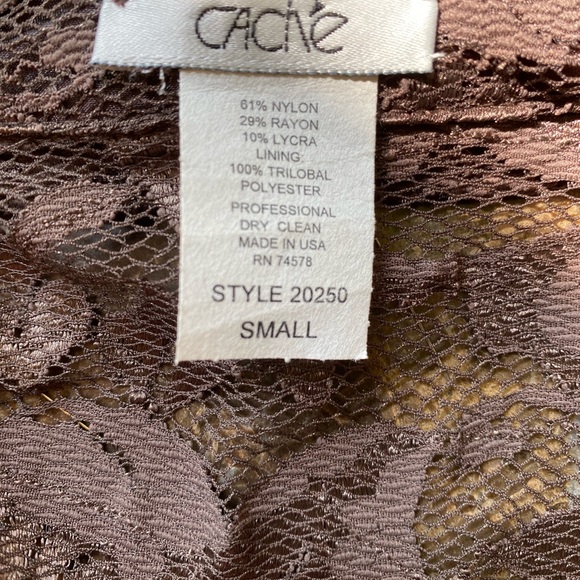 CACHÉ
61% NYLON
29% RAYON
10% LYCRA
LINING:
100% TRILOBAL
POLYESTER
PROFESSIONAL
DRY CLEAN
MADE IN USA
RN 74578
STYLE 20250
SMALL